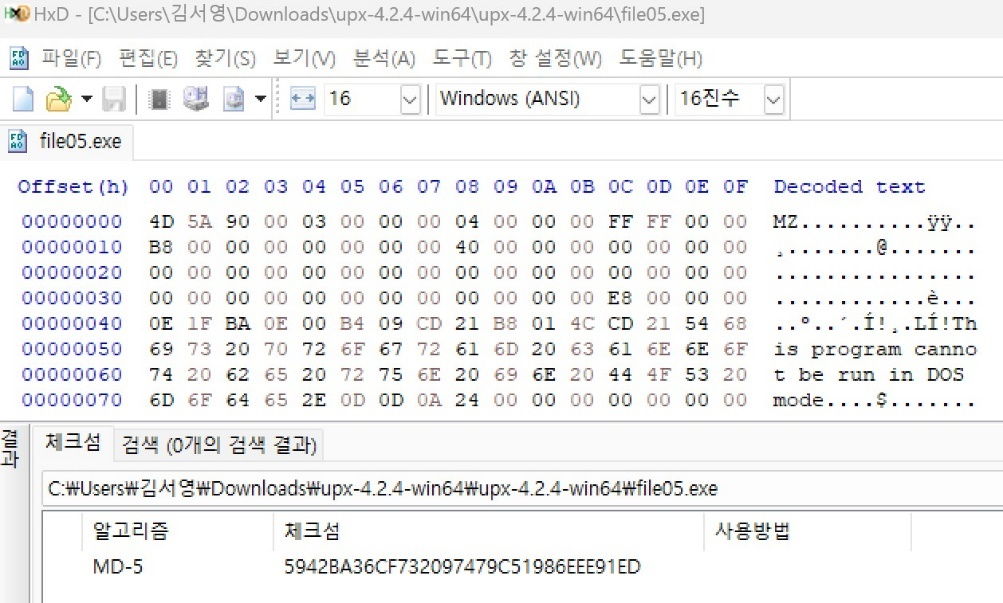 HxD - [C:\Users\김서영\Downloads\upx-4.2.4-win64\upx-4.2.4-win64\file05.exe]
파일(F) 편집(E) 찾기(S) 보기(V) 분석(A) 도구(T) 창 설정(W) 도움말(H)
16 Windows (ANSI) 16진수
file05.exe
Offset(h) 00 01 02 03 04 05 06 07 08 09 0A 0B 0C 0D 0E 0F Decoded text
00000000 4D 5A 90 00 03 00 00 00 04 00 00 00 FF FF 00 00 MZ..........ÿÿ..
00000010 B8 00 00 00 00 00 00 00 40 00 00 00 00 00 00 00 ¸.......@.......
00000020 00 00 00 00 00 00 00 00 00 00 00 00 00 00 00 00 ................
00000030 00 00 00 00 00 00 00 00 00 00 00 00 E8 00 00 00 ............è...
00000040 0E 1F BA 0E 00 B4 09 CD 21 B8 01 4C CD 21 54 68 ..º..´.Í!¸.LÍ!Th
00000050 69 73 20 70 72 6F 67 72 61 6D 20 63 61 6E 6E 6F is program canno
00000060 74 20 62 65 20 72 75 6E 20 69 6E 20 44 4F 53 20 t be run in DOS
00000070 6D 6F 64 65 2E 0D 0D 0A 24 00 00 00 00 00 00 00 mode....$.......
결과
체크섬 검색 (0개의 검색 결과)
C:₩Users₩김서영₩Downloads₩upx-4.2.4-win64₩upx-4.2.4-win64₩file05.exe
알고리즘 체크섬 사용방법
MD-5 5942BA36CF732097479C51986EEE91ED